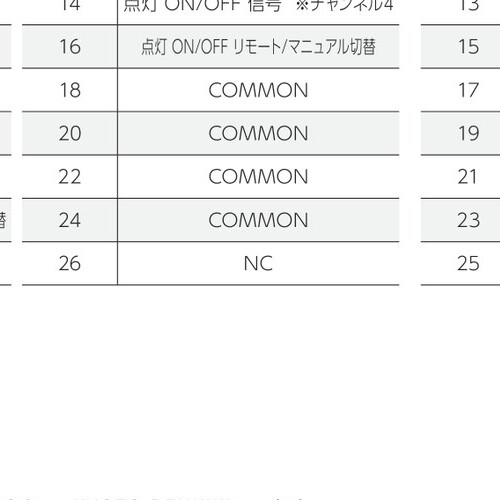 14 点灯 ON/OFF 信号 ※チャンネル4 13
16 点灯 ON/OFF リモート/マニュアル切替 15
18 COMMON 17
20 COMMON 19
22 COMMON 21
替 24 COMMON 23
26 NC 25